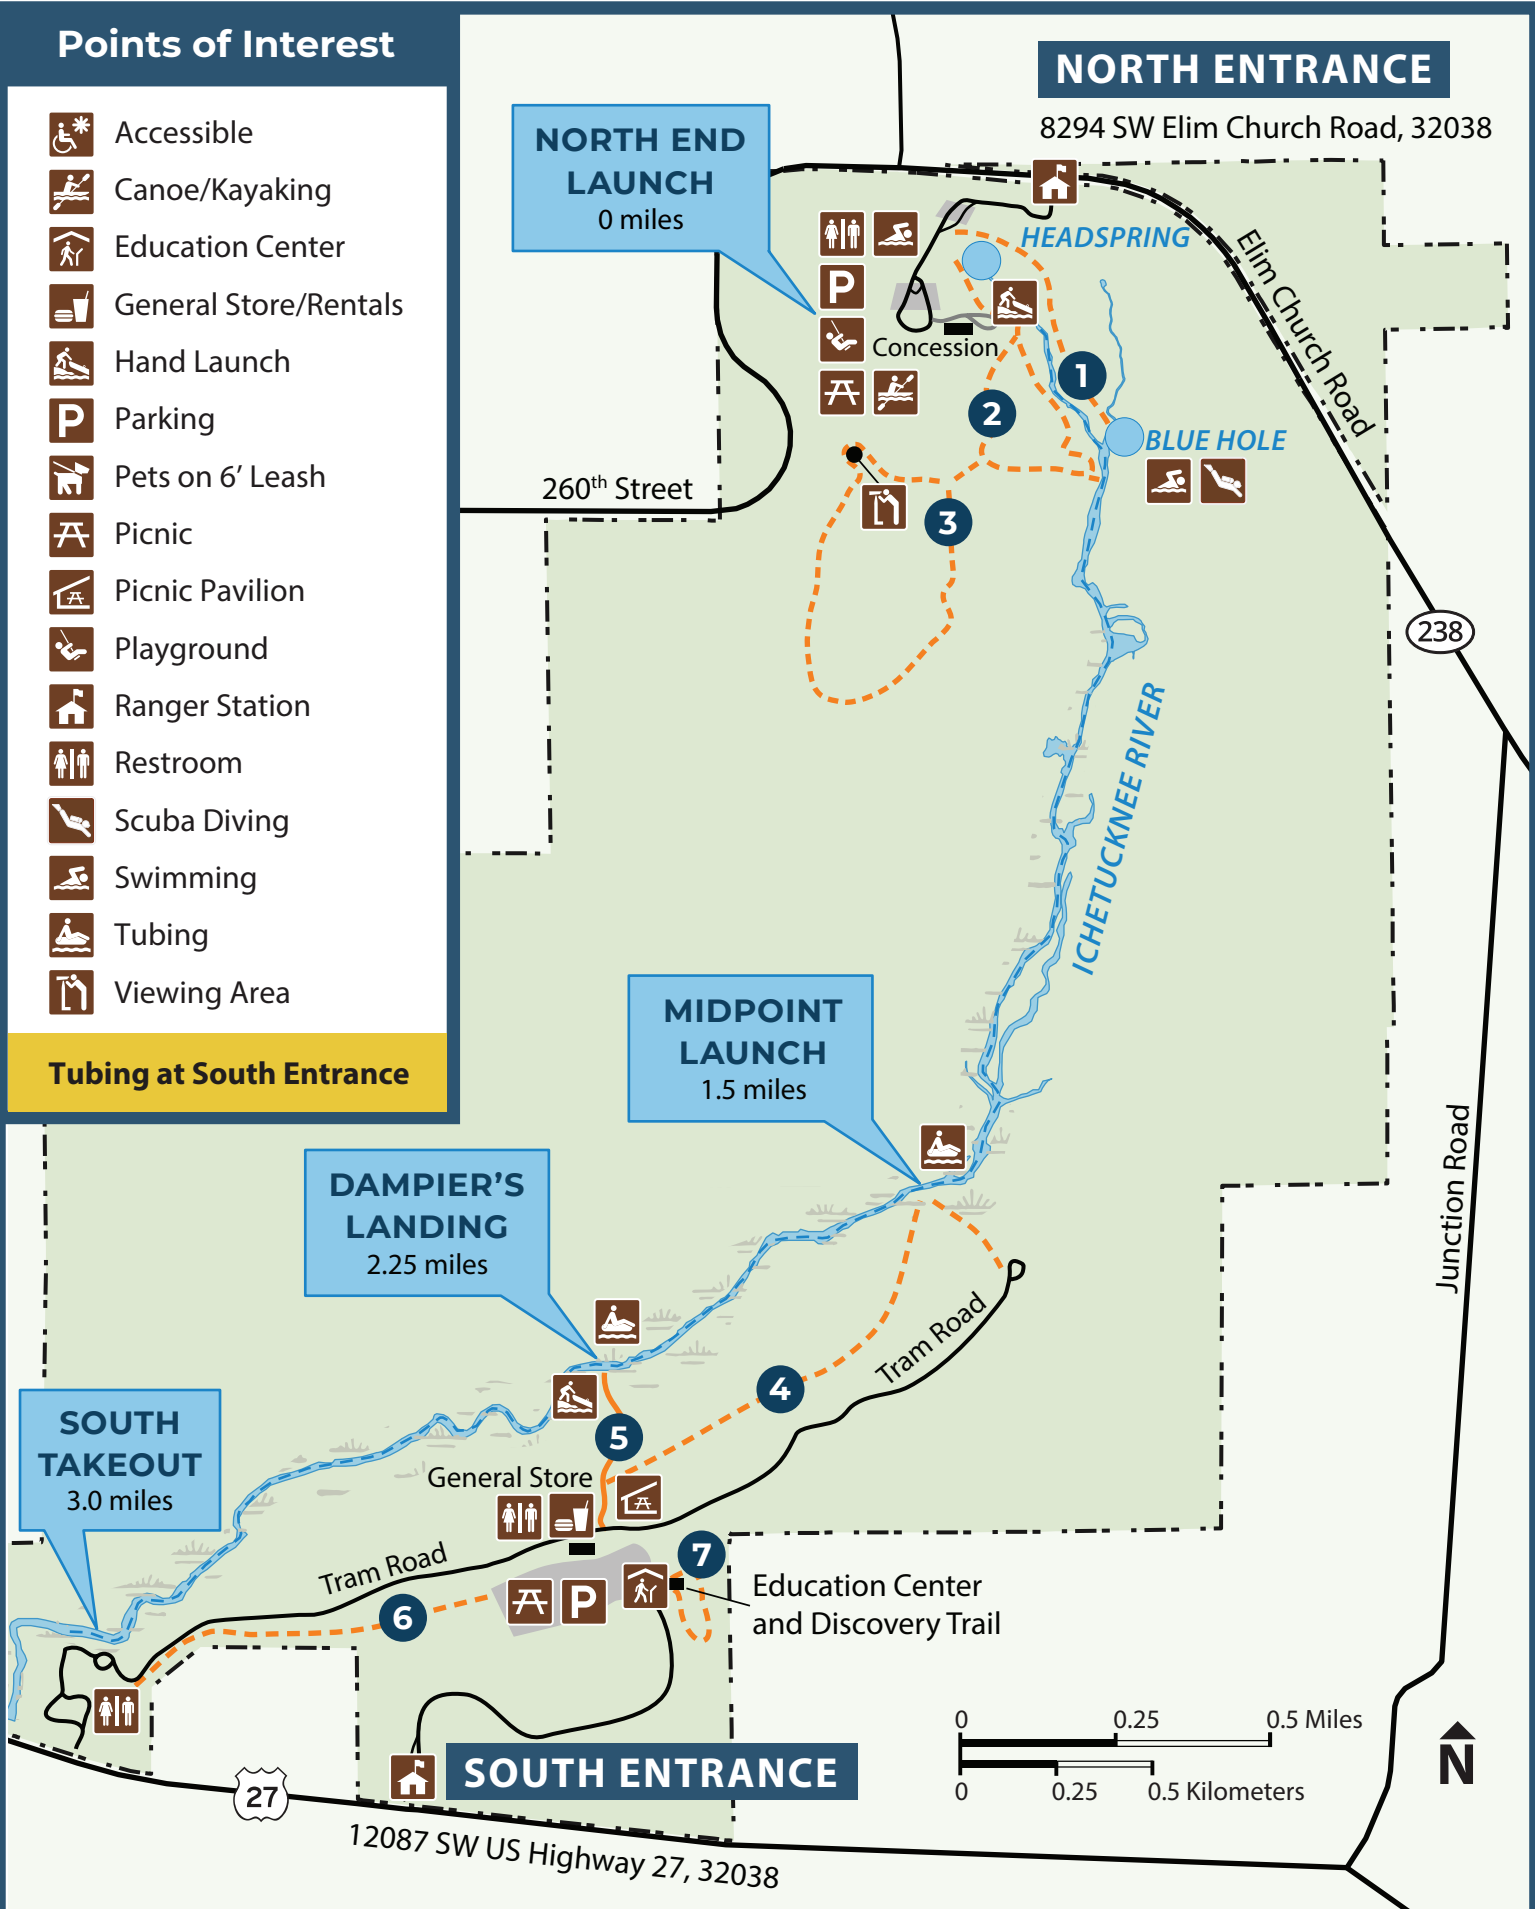 Points of Interest
Accessible
Canoe/Kayaking
Education Center
General Store/Rentals
Hand Launch
P
Parking
Pets on 6’ Leash
Picnic
Picnic Pavilion
Playground
Ranger Station
Restroom
Scuba Diving
Swimming
Tubing
Viewing Area
Tubing at South Entrance
NORTH ENTRANCE
8294 SW Elim Church Road, 32038
NORTH END
LAUNCH
0 miles
HEADSPRING
P
Concession
Elim Church Road
1
2
BLUE HOLE
260th Street
3
238
ICHETUCKNEE RIVER
MIDPOINT
LAUNCH
1.5 miles
Junction Road
DAMPIER’S
LANDING
2.25 miles
Tram Road
4
5
SOUTH
TAKEOUT
3.0 miles
General Store
Tram Road
7
6
P
Education Center
and Discovery Trail
0 0.25 0.5 Miles
0 0.25 0.5 Kilometers
N
SOUTH ENTRANCE
27
12087 SW US Highway 27, 32038